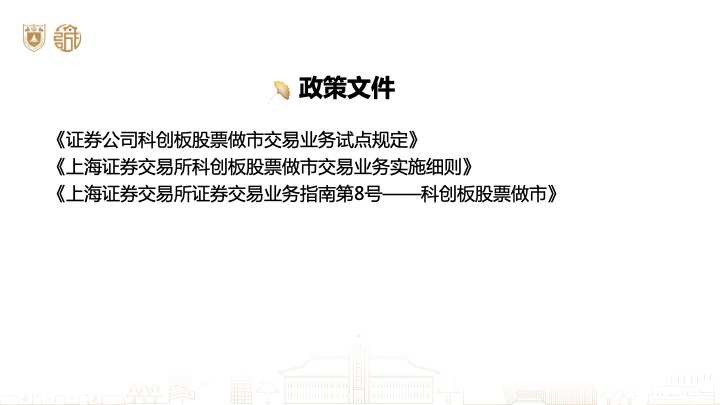 政策文件
《证券公司科创板股票做市交易业务试点规定》
《上海证券交易所科创板股票做市交易业务实施细则》
《上海证券交易所证券交易业务指南第8号——科创板股票做市》